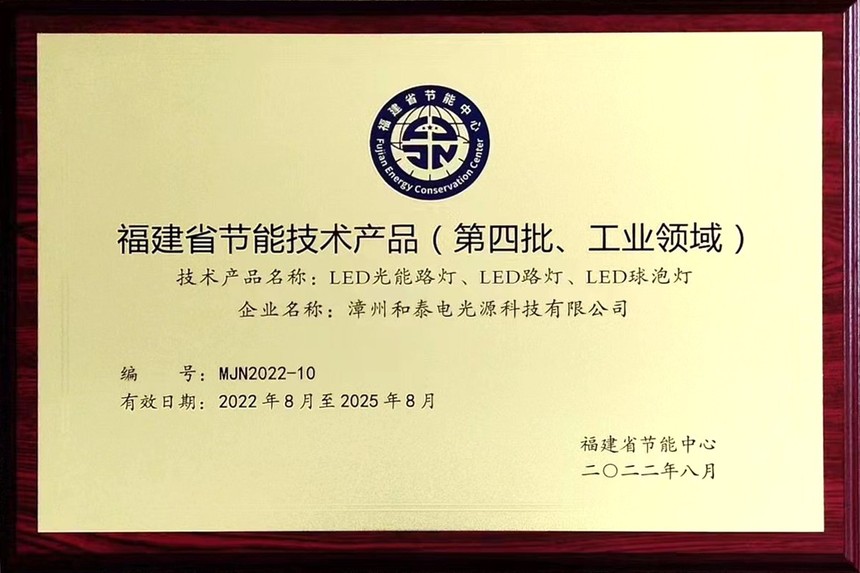 福建省节能中心
JN
Fujian Energy Conservation Center
福建省节能技术产品（第四批、工业领域）
技术产品名称：LED光能路灯、LED路灯、LED球泡灯
企业名称：漳州和泰电光源科技有限公司
编　　号：MJN2022-10
有效日期：2022年8月至2025年8月
福建省节能中心
二〇二二年八月